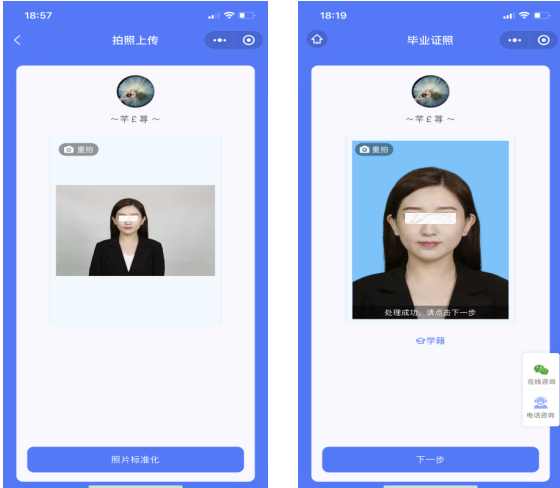 18:57
拍照上传
～芊￡荨～
重拍
照片标准化
18:19
毕业证照
～芊￡荨～
重拍
处理成功，请点击下一步
学籍
在线咨询
电话咨询
下一步